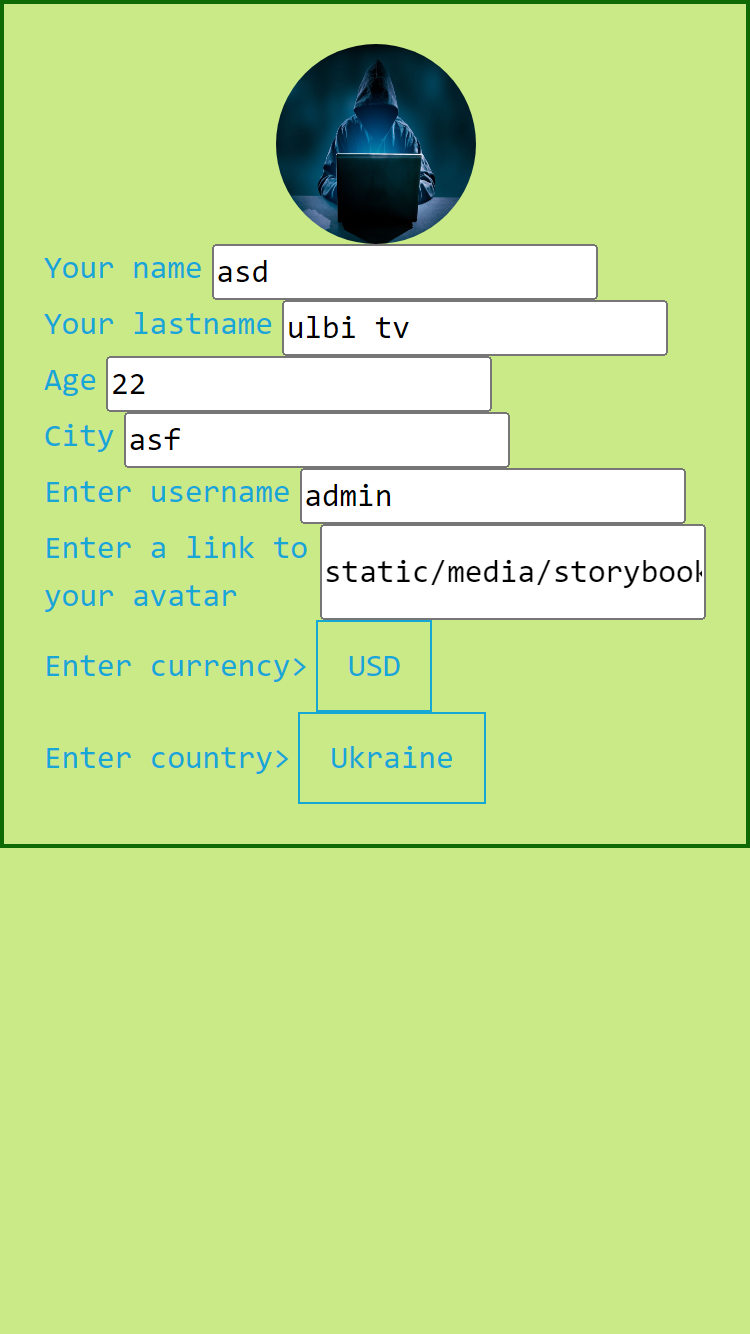 Your name asd
Your lastname ulbi tv
Age 22
City asf
Enter username admin
Enter a link to
your avatar static/media/storybook
Enter currency> USD
Enter country> Ukraine